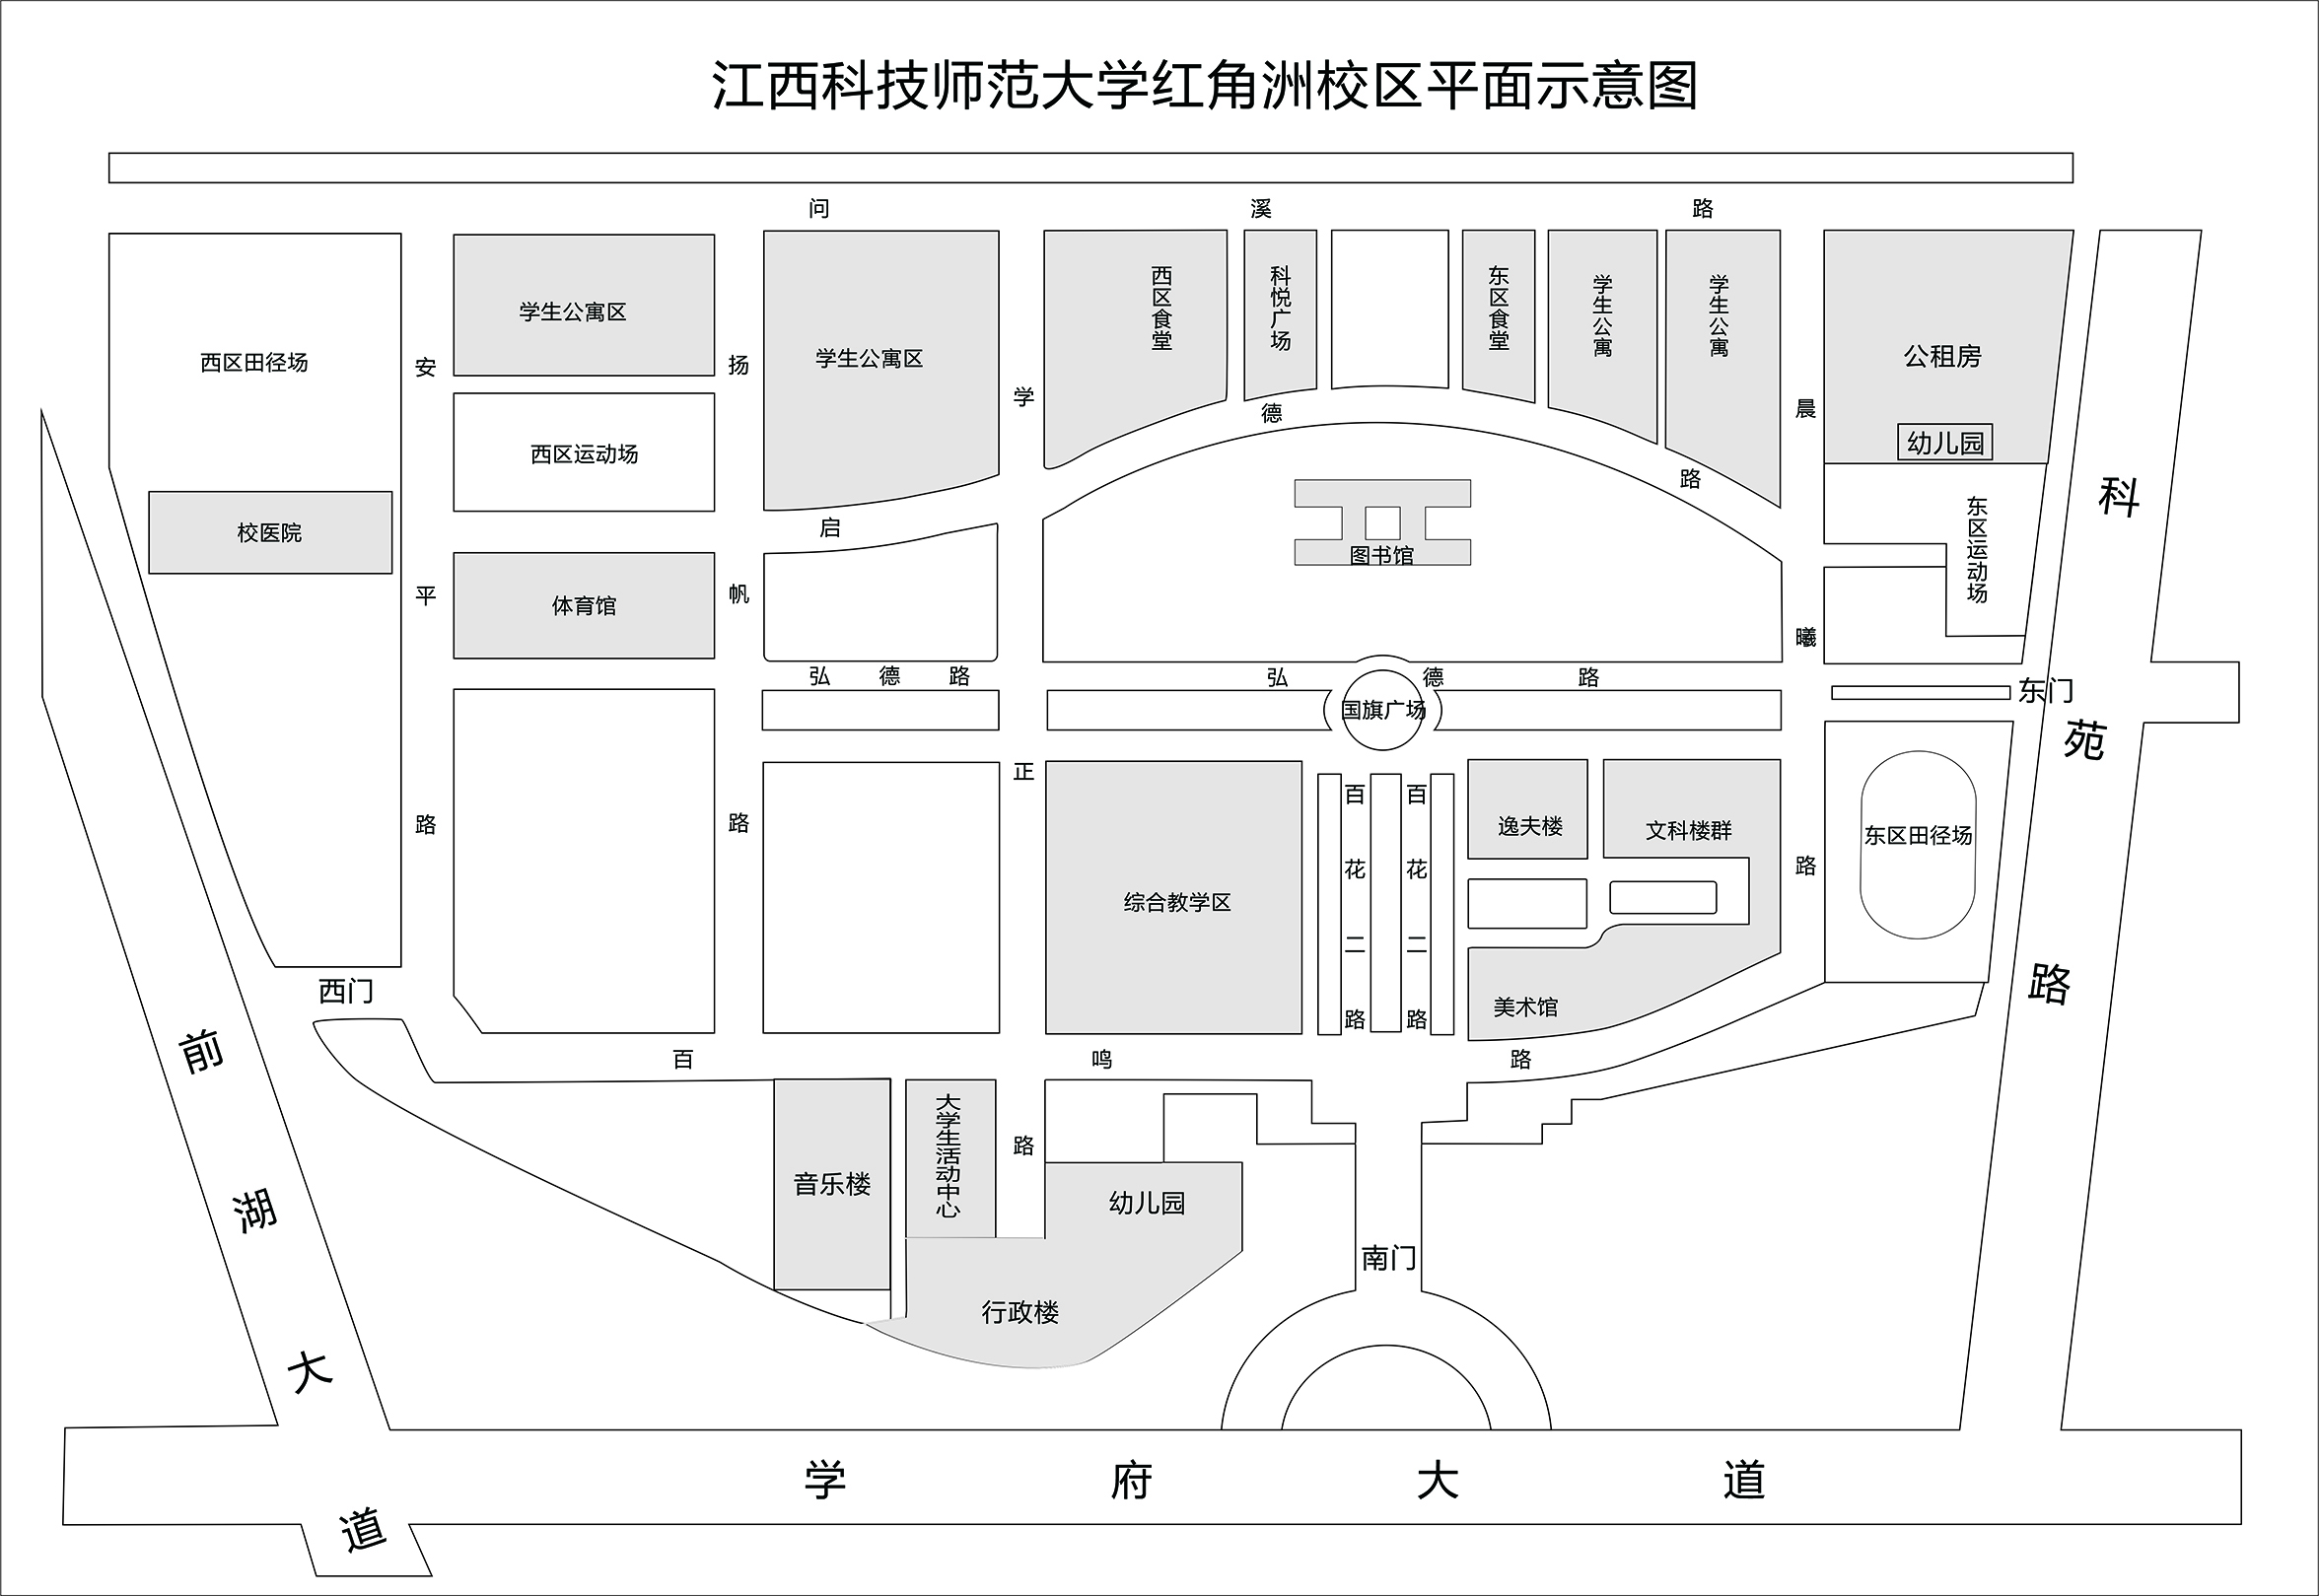 江西科技师范大学红角洲校区平面示意图
问溪路
学生公寓区
西区田径场
安平路
西区运动场
校医院
体育馆
扬帆路
学生公寓区
启德路
学正路
西区食堂
科悦广场
东区食堂
学生公寓
学生公寓
公租房
幼儿园
晨曦路
东区运动场
图书馆
弘德路
弘德路
国旗广场
东门
科苑路
综合教学区
百花二路
百花二路
逸夫楼
文科楼群
美术馆
东区田径场
西门
百鸣路
音乐楼
大学生活动中心
幼儿园
行政楼
南门
前湖大道
学府大道